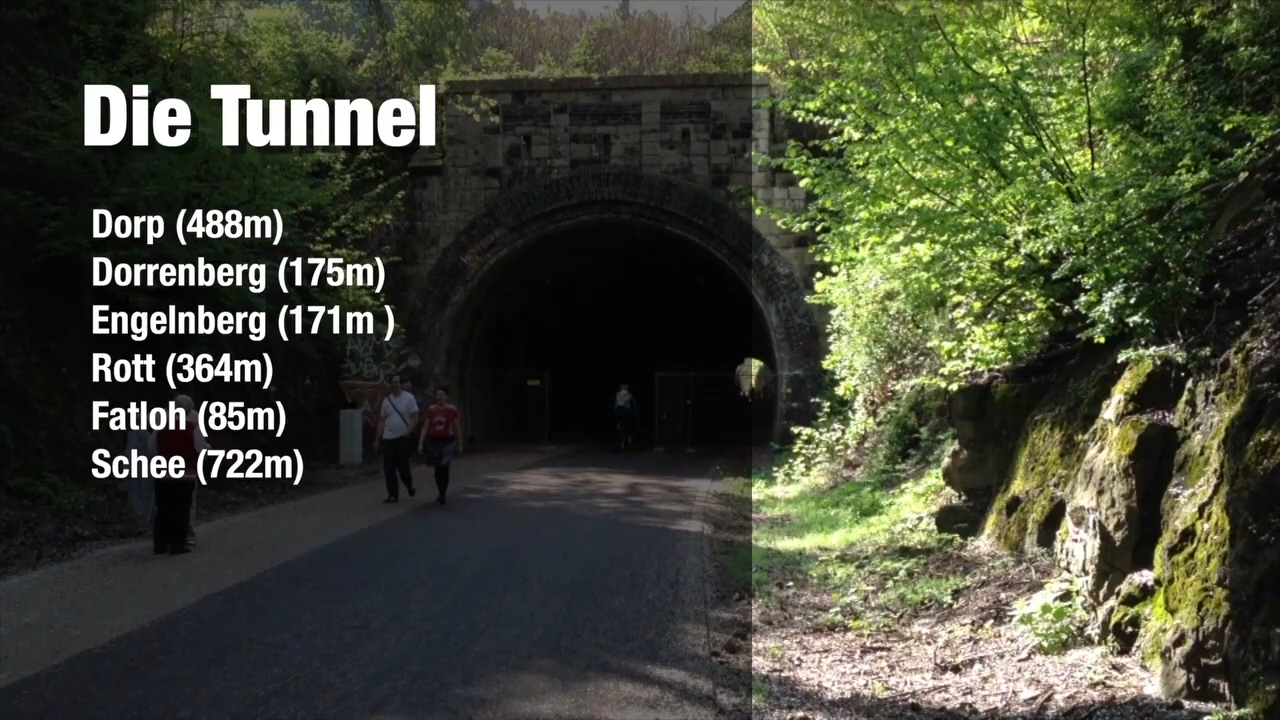 Die Tunnel
Dorp (488m)
Dorrenberg (175m)
Engelnberg (171m )
Rott (364m)
Fatloh (85m)
Schee (722m)